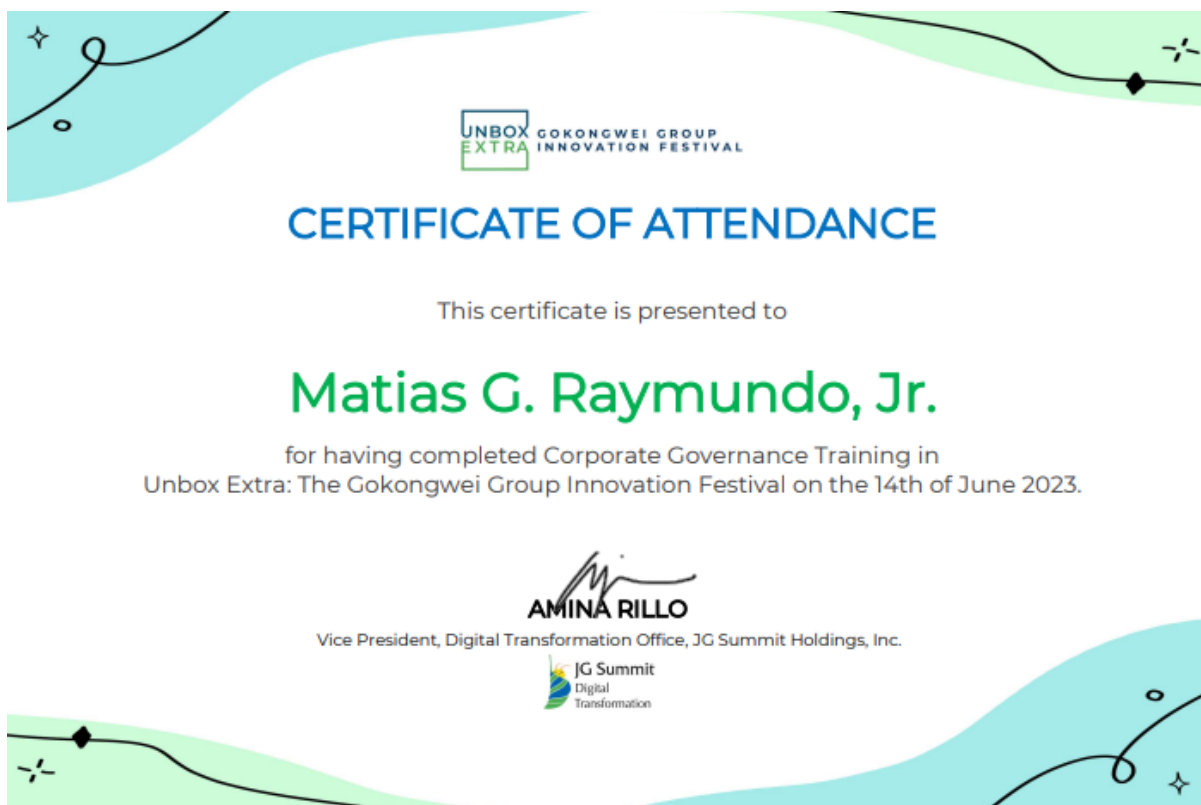 UNBOX EXTRA GOKONGWEI GROUP INNOVATION FESTIVAL
CERTIFICATE OF ATTENDANCE
This certificate is presented to
Matias G. Raymundo, Jr.
for having completed Corporate Governance Training in
Unbox Extra: The Gokongwei Group Innovation Festival on the 14th of June 2023.
AMINA RILLO
Vice President, Digital Transformation Office, JG Summit Holdings, Inc.
JG Summit
Digital
Transformation